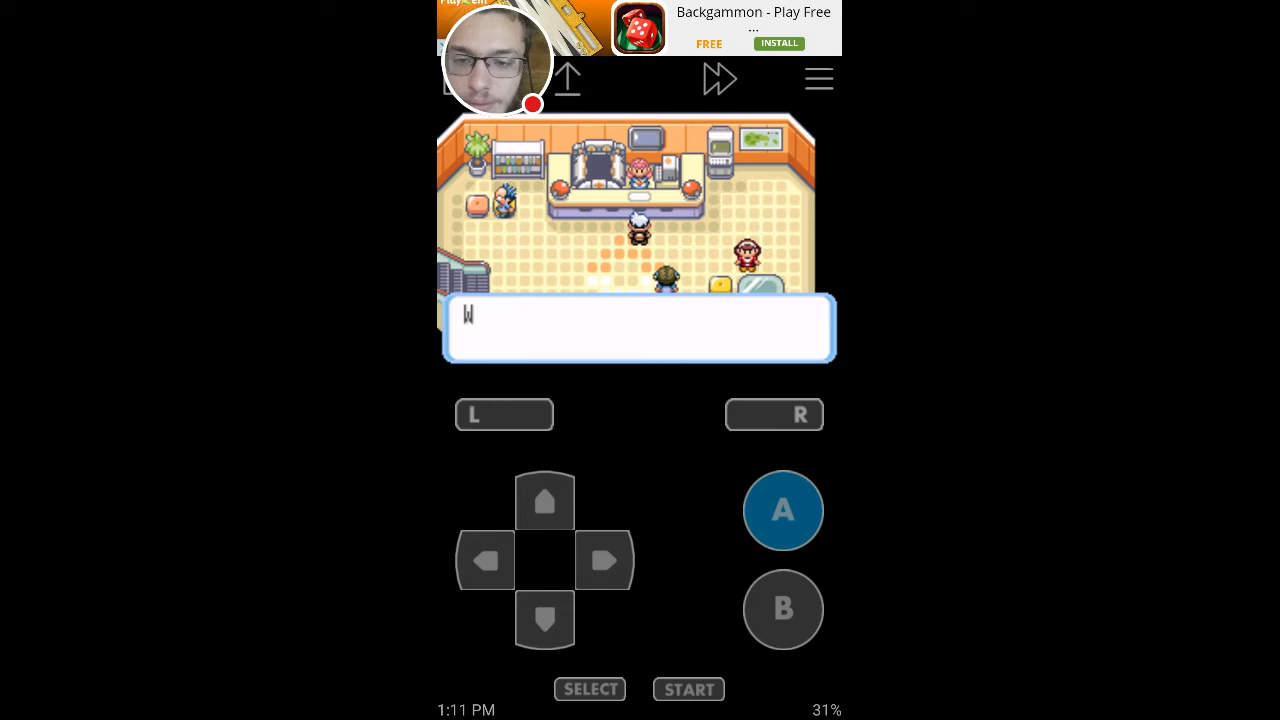 Backgammon - Play Free
...
FREE
INSTALL
W
L
R
A
B
SELECT
START
1:11 PM
31%